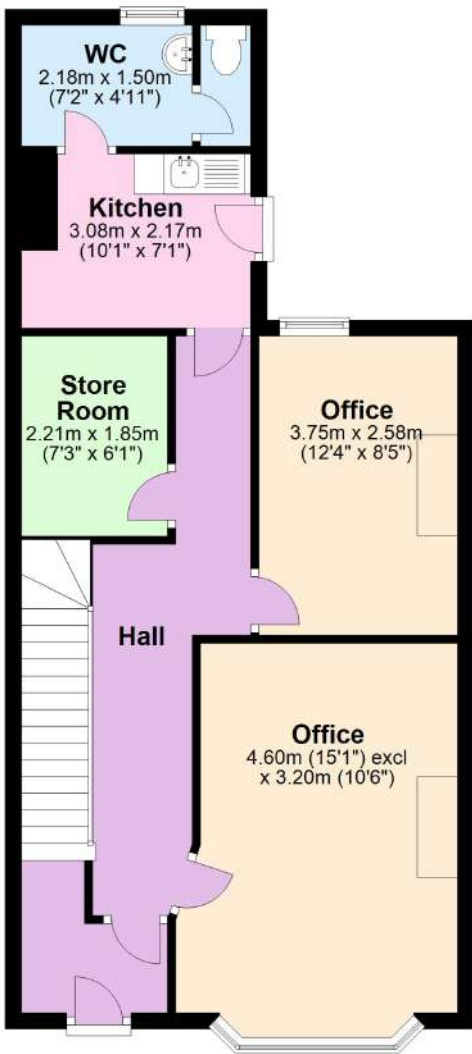 WC
2.18m x 1.50m
(7'2" x 4'11")
Kitchen
3.08m x 2.17m
(10'1" x 7'1")
Store
Room
2.21m x 1.85m
(7'3" x 6'1")
Office
3.75m x 2.58m
(12'4" x 8'5")
Hall
Office
4.60m (15'1") excl
x 3.20m (10'6")